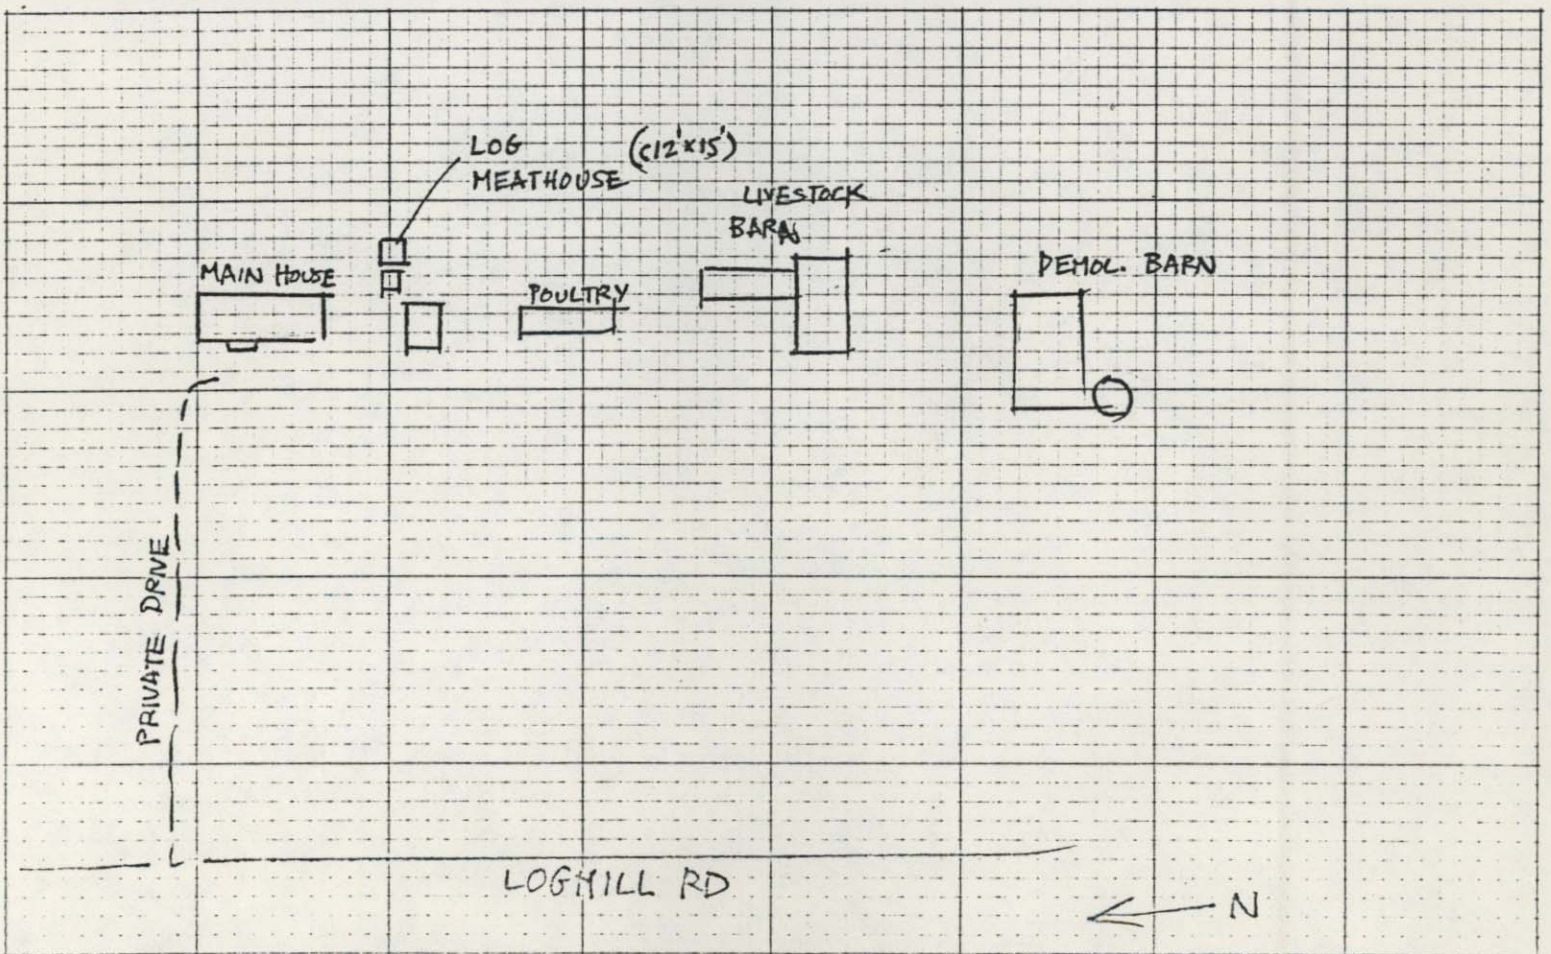 LOG (c12'x15')
MEATHOUSE
LIVESTOCK
BARN
MAIN HOUSE
POULTRY
DEMOL. BARN
PRIVATE DRIVE
LOGMILL RD
N